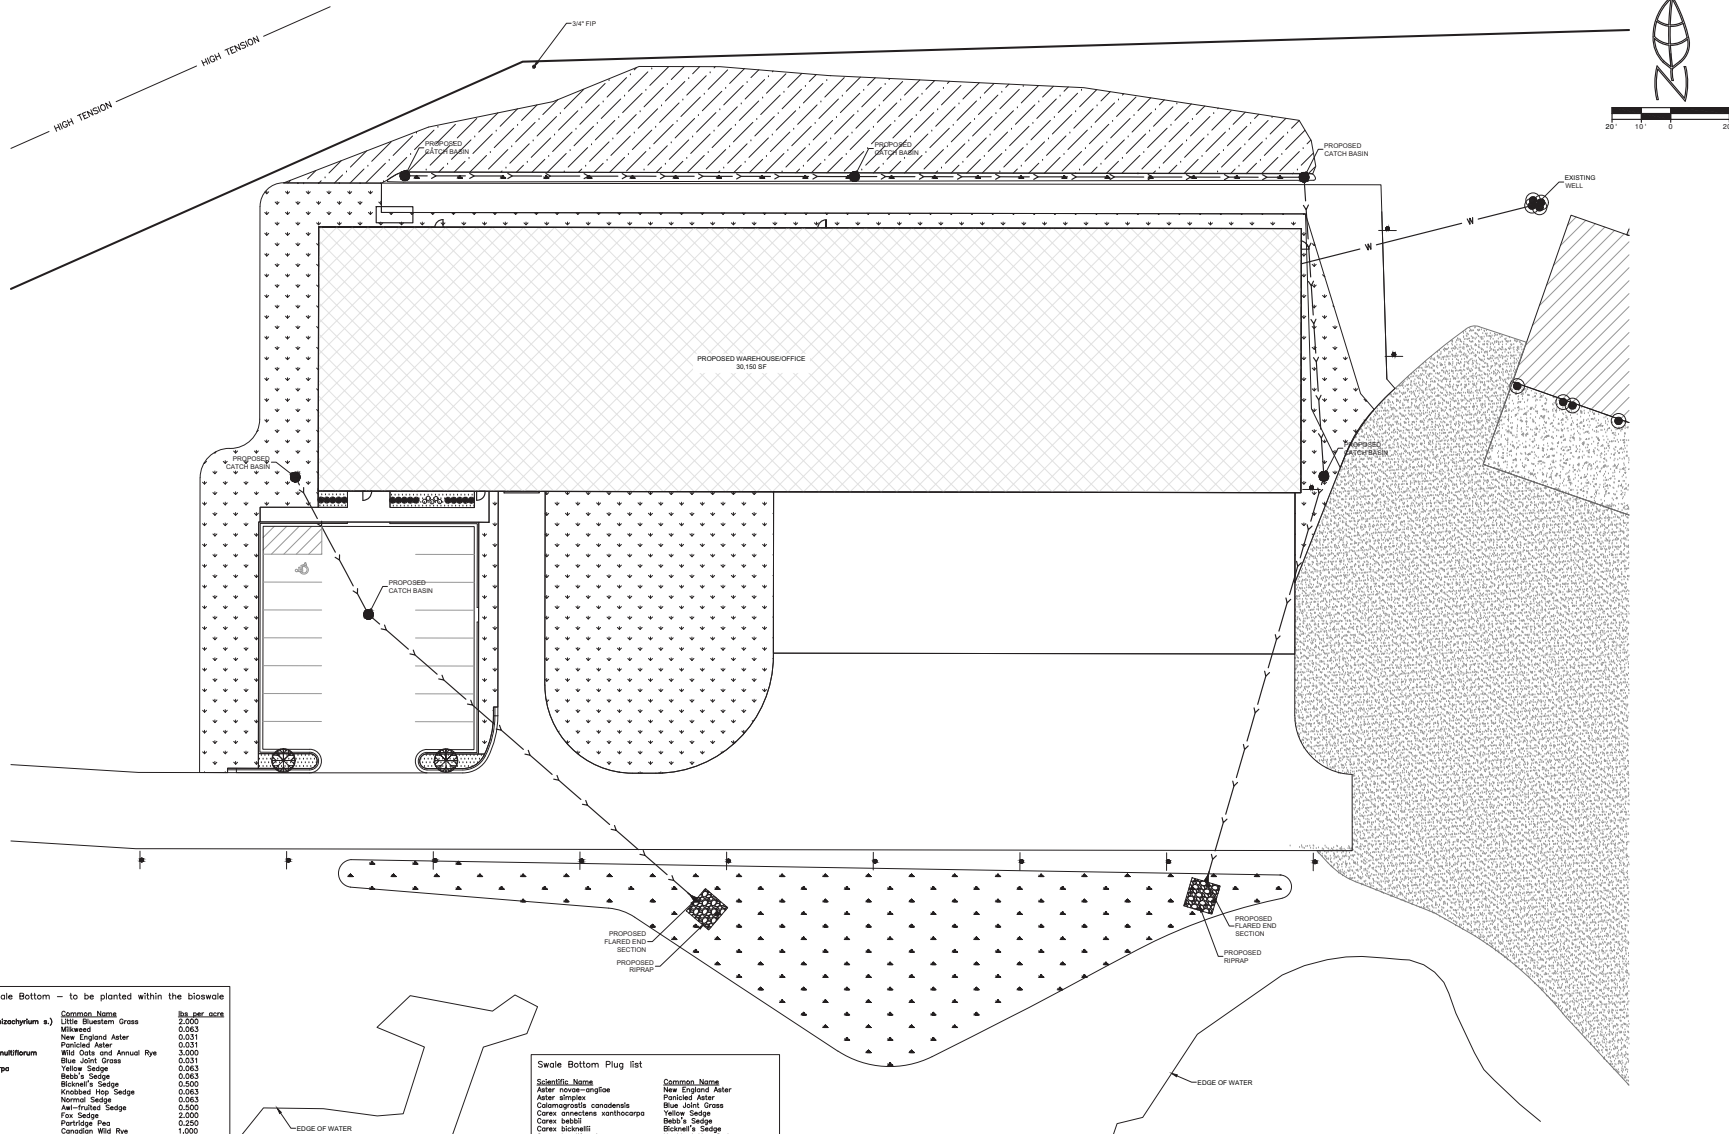 3/4" FIP
HIGH TENSION
HIGH TENSION
20'
10'
0
20
PROPOSED
CATCH BASIN
PROPOSED
CATCH BASIN
PROPOSED
CATCH BASIN
EXISTING
WELL
W
W
PROPOSED WAREHOUSE/OFFICE
30,150 SF
PROPOSED
CATCH BASIN
PROPOSED
CATCH BASIN
PROPOSED
CATCH BASIN
PROPOSED
FLARED END
SECTION
PROPOSED
RIPRAP
PROPOSED
FLARED END
SECTION
PROPOSED
RIPRAP
EDGE OF WATER
EDGE OF WATER
ale Bottom – to be planted within the bioswale
Common Name lbs per acre
izachyrium s.) Little Bluestem Grass 2.000
Milkweed 0.063
New England Aster 0.031
Panicled Aster 0.031
multiflorum Wild Oats and Annual Rye 3.000
Blue Joint Grass 0.031
rpa Yellow Sedge 0.063
Bebb's Sedge 0.063
Bicknell's Sedge 0.500
Knobbed Hop Sedge 0.063
Normal Sedge 0.063
Awl-fruited Sedge 0.500
Fox Sedge 2.000
Partridge Pea 0.250
Canadian Wild Rye 1.000
Swale Bottom Plug list
Scientific Name Common Name
Aster novae-angliae New England Aster
Aster simplex Panicled Aster
Calamagrostis canadensis Blue Joint Grass
Carex annectens xanthocarpa Yellow Sedge
Carex bebbii Bebb's Sedge
Carex bicknellii Bicknell's Sedge